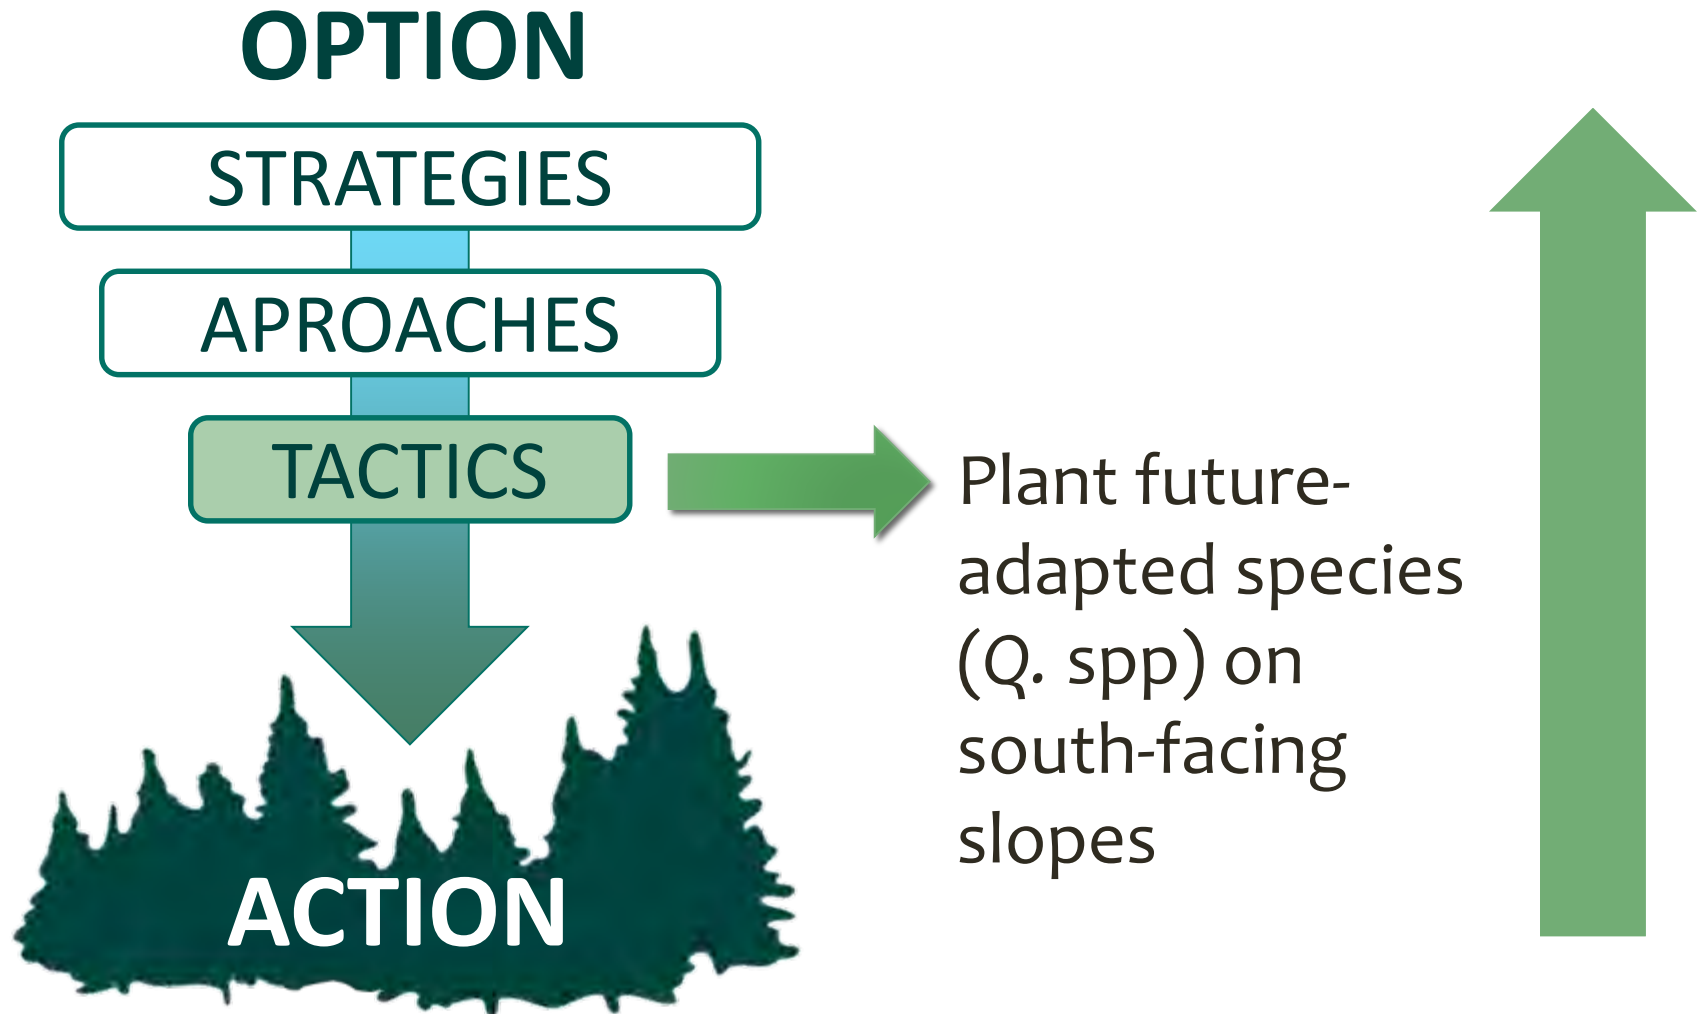 OPTION
STRATEGIES
APROACHES
TACTICS
Plant future-
adapted species
(Q. spp) on
south-facing
slopes
ACTION